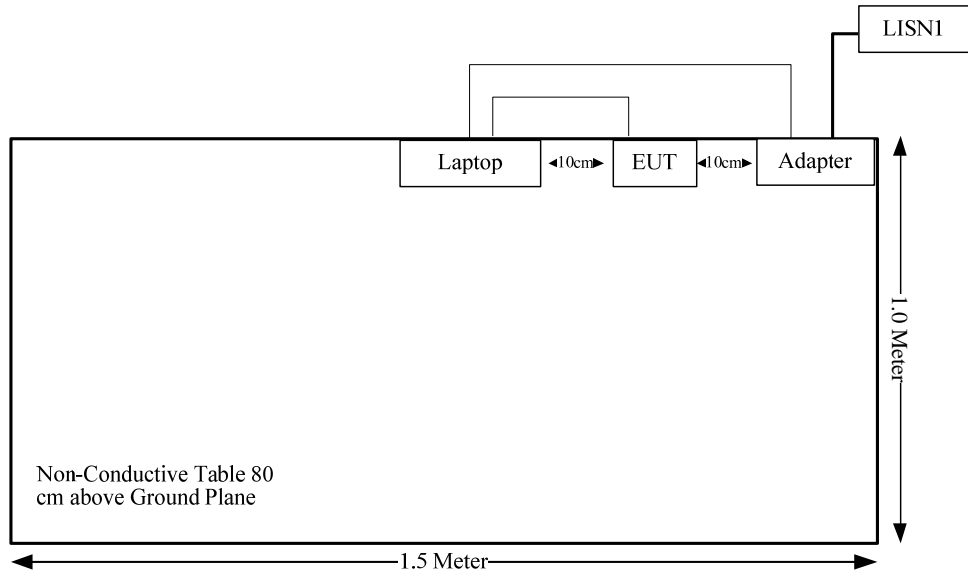 LISN1
Laptop
10cm
EUT
10cm
Adapter
1.0 Meter
Non-Conductive Table 80
cm above Ground Plane
1.5 Meter